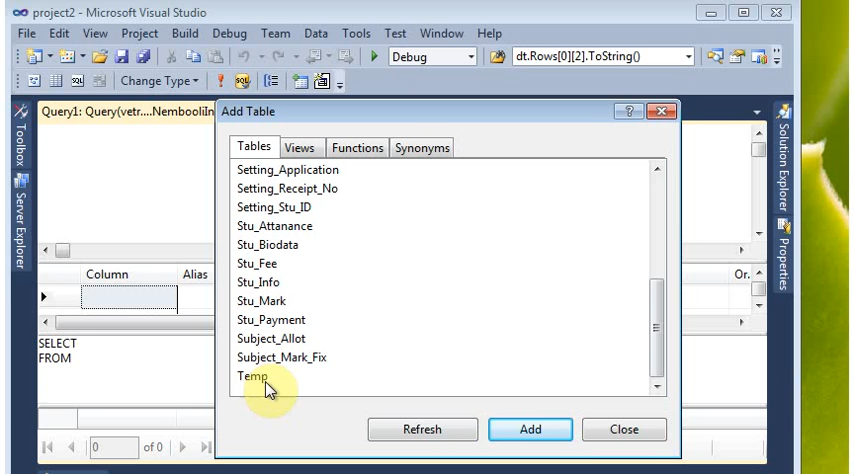 project2 - Microsoft Visual Studio
File Edit View Project Build Debug Team Data Tools Test Window Help
Debug dt.Rows[0][2].ToString()
SQL Change Type SQL
Query1: Query(vetr....NembooliIn
Add Table
Toolbox
Server Explorer
Solution Explorer
Properties
Tables Views Functions Synonyms
Setting_Application
Setting_Receipt_No
Setting_Stu_ID
Stu_Attanance
Stu_Biodata
Stu_Fee
Stu_Info
Stu_Mark
Stu_Payment
Subject_Allot
Subject_Mark_Fix
Temp
Column Alias Or...
SELECT
FROM
Refresh Add Close
0 of 0